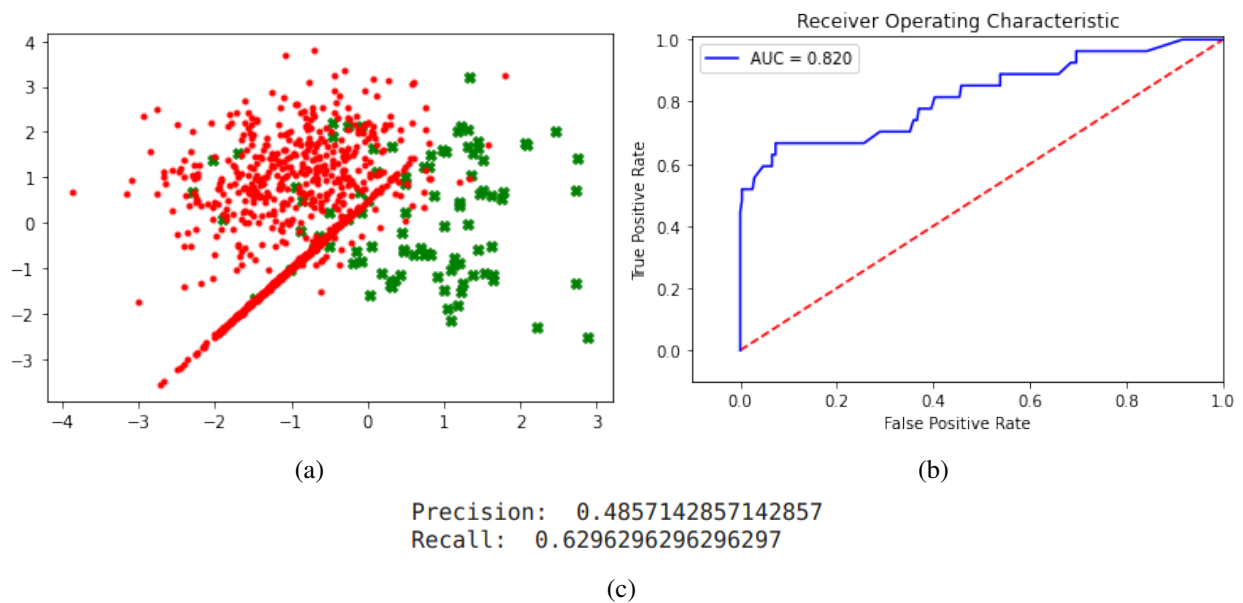 4
3
2
1
0
−1
−2
−3
−4 −3 −2 −1 0 1 2 3
(a)
Receiver Operating Characteristic
AUC = 0.820
True Positive Rate
1.0
0.8
0.6
0.4
0.2
0.0
0.0 0.2 0.4 0.6 0.8 1.0
False Positive Rate
(b)
Precision: 0.4857142857142857
Recall: 0.6296296296296297
(c)